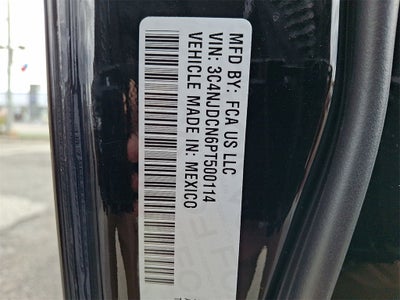 MFD BY: FCA US LLC
VIN: 3C4NJDCN6PT500114
VEHICLE MADE IN: MEXICO